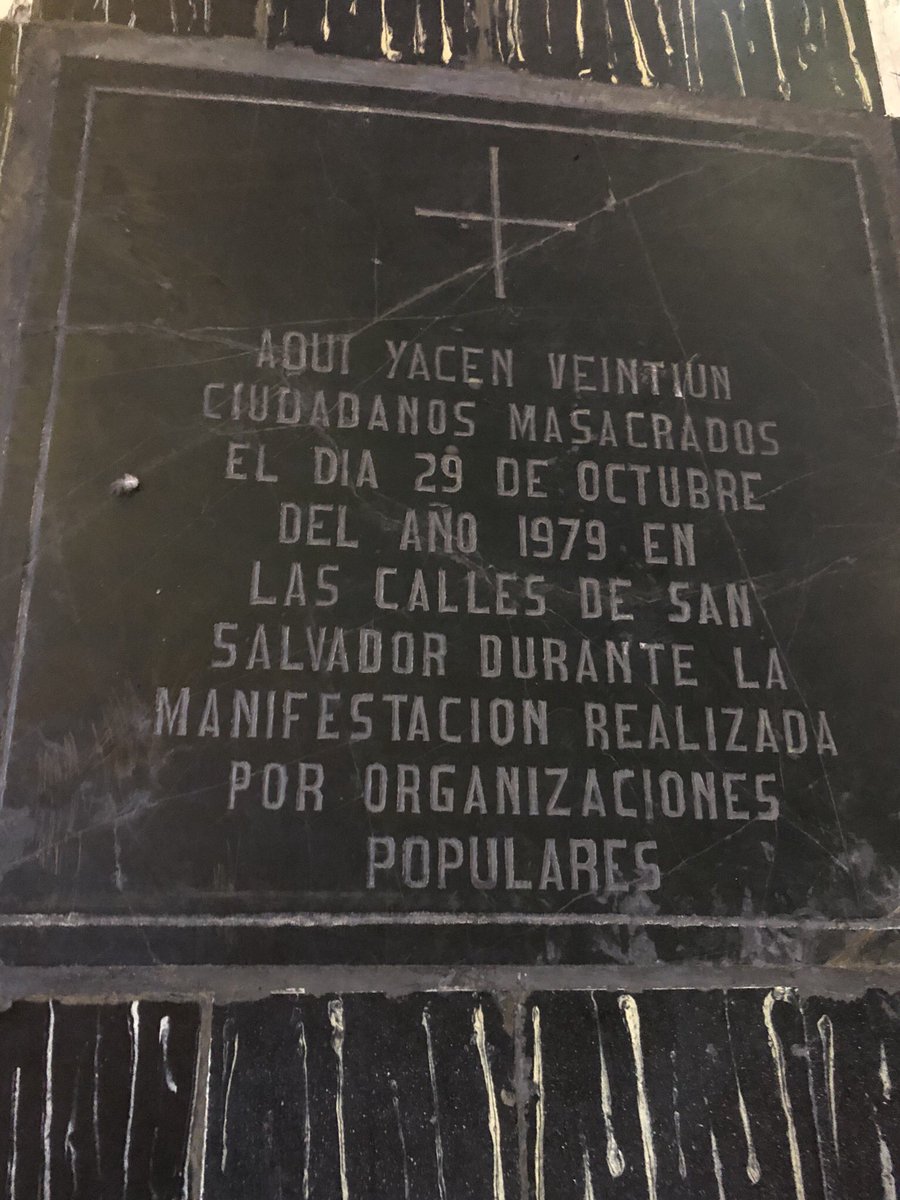 AQUI YACEN VEINTIUN
CIUDADANOS MASACRADOS
EL DIA 29 DE OCTUBRE
DEL AÑO 1979 EN
LAS CALLES DE SAN
SALVADOR DURANTE LA
MANIFESTACION REALIZADA
POR ORGANIZACIONES
POPULARES